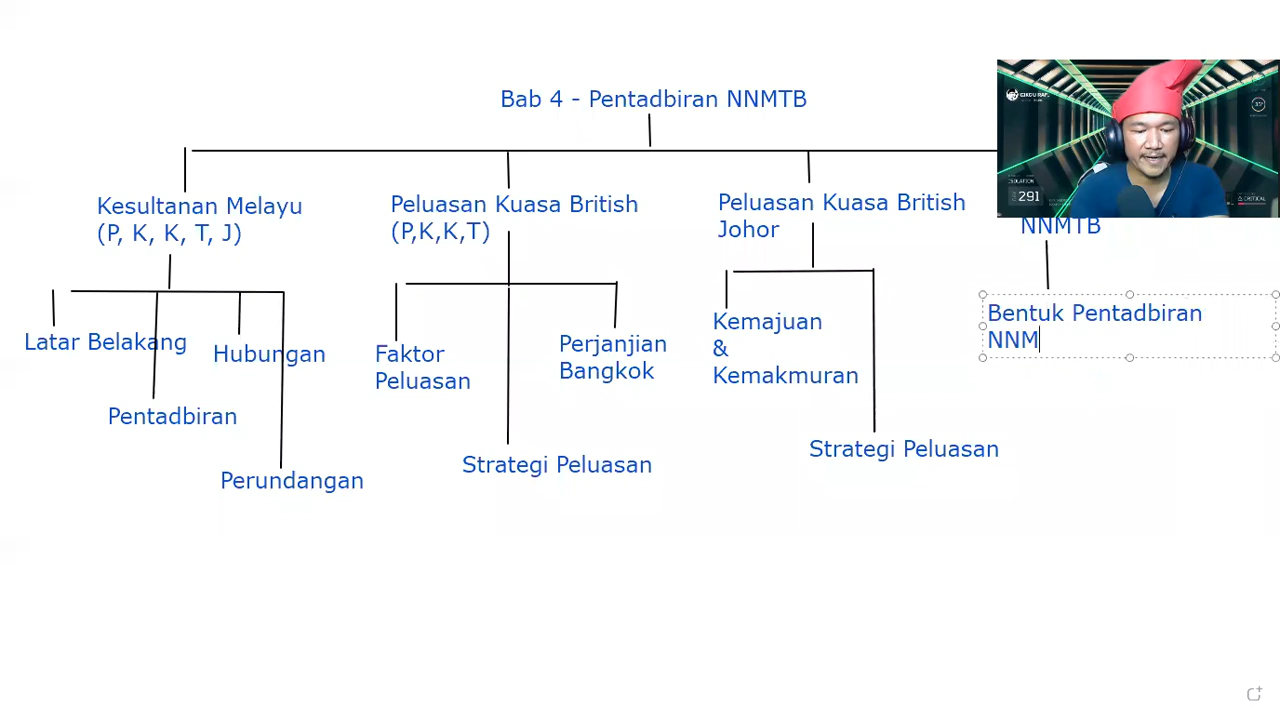 Bab 4 - Pentadbiran NNMTB
Kesultanan Melayu
(P, K, K, T, J)
Latar Belakang
Pentadbiran
Hubungan
Perundangan
Peluasan Kuasa British
(P,K,K,T)
Faktor
Peluasan
Strategi Peluasan
Perjanjian
Bangkok
Peluasan Kuasa British
Johor
Kemajuan
&
Kemakmuran
Strategi Peluasan
NNMTB
Bentuk Pentadbiran
NNM
291